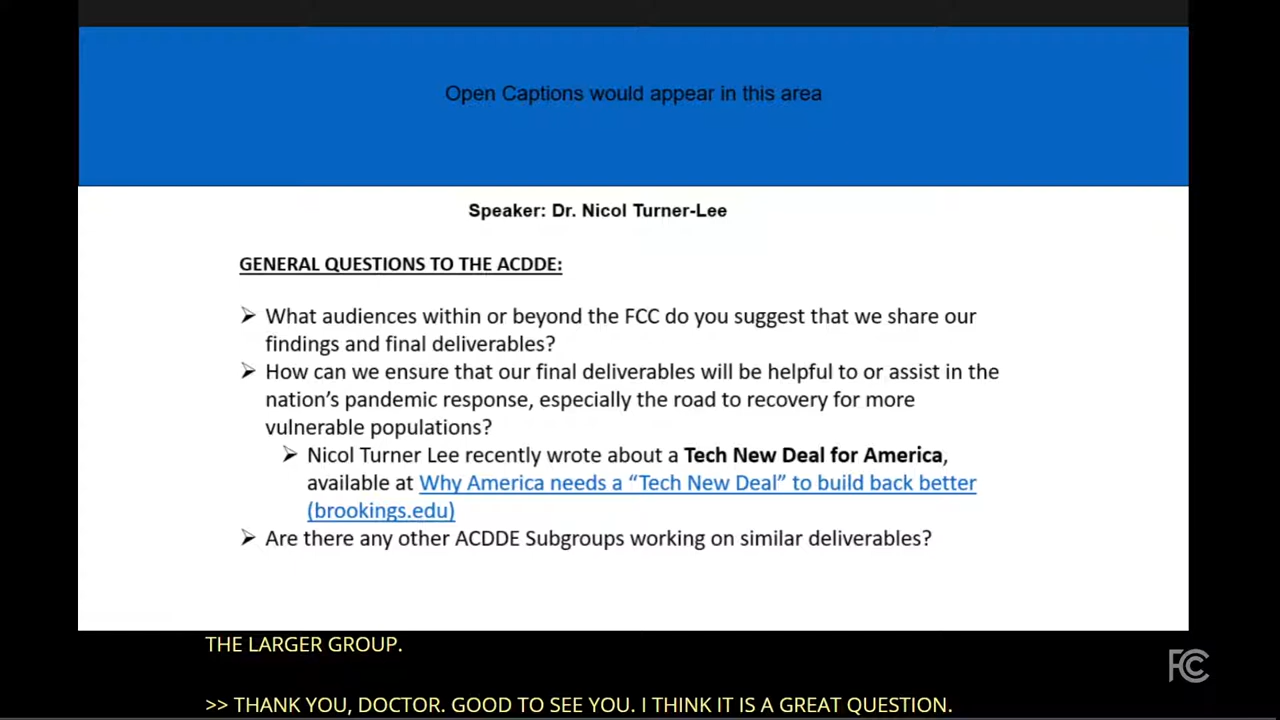 Open Captions would appear in this area
Speaker: Dr. Nicol Turner-Lee
GENERAL QUESTIONS TO THE ACDDE:
➢ What audiences within or beyond the FCC do you suggest that we share our
findings and final deliverables?
➢ How can we ensure that our final deliverables will be helpful to or assist in the
nation’s pandemic response, especially the road to recovery for more
vulnerable populations?
➢ Nicol Turner Lee recently wrote about a Tech New Deal for America,
available at Why America needs a “Tech New Deal” to build back better
(brookings.edu)
➢ Are there any other ACDDE Subgroups working on similar deliverables?
THE LARGER GROUP.
FCC
>> THANK YOU, DOCTOR. GOOD TO SEE YOU. I THINK IT IS A GREAT QUESTION.